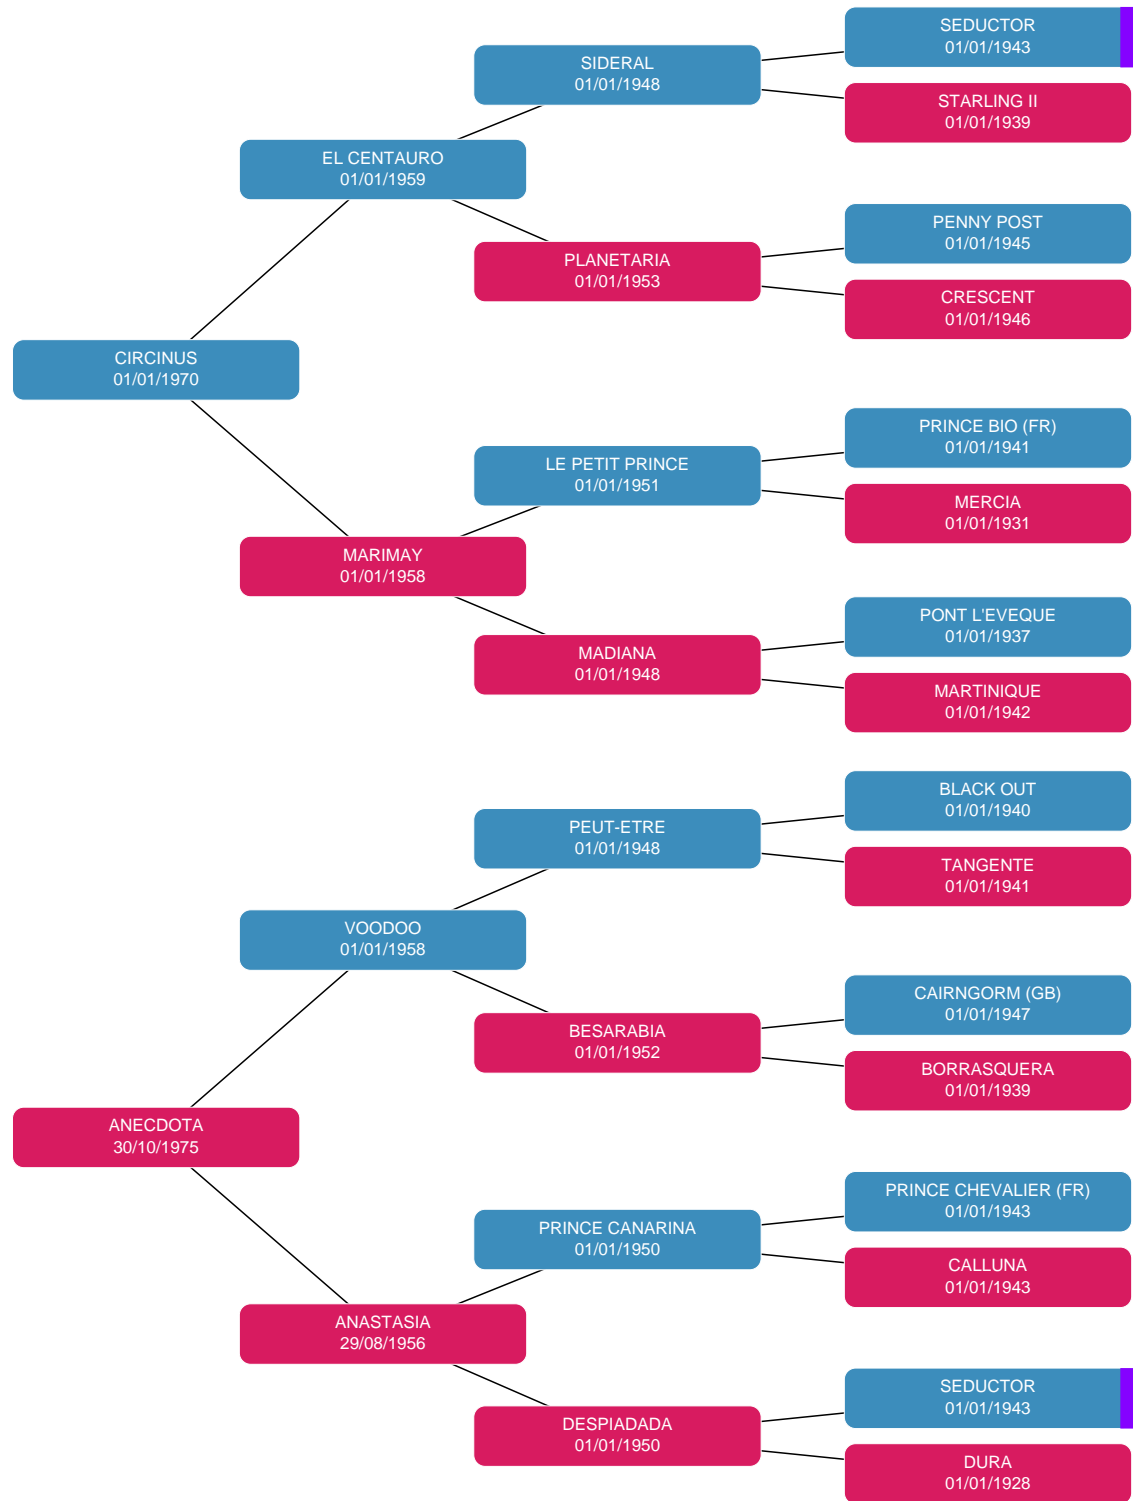 SEDUCTOR
01/01/1943
SIDERAL
01/01/1948
STARLING II
01/01/1939
EL CENTAURO
01/01/1959
PENNY POST
01/01/1945
PLANETARIA
01/01/1953
CRESCENT
01/01/1946
CIRCINUS
01/01/1970
PRINCE BIO (FR)
01/01/1941
LE PETIT PRINCE
01/01/1951
MERCIA
01/01/1931
MARIMAY
01/01/1958
PONT L'EVEQUE
01/01/1937
MADIANA
01/01/1948
MARTINIQUE
01/01/1942
BLACK OUT
01/01/1940
PEUT-ETRE
01/01/1948
TANGENTE
01/01/1941
VOODOO
01/01/1958
CAIRNGORM (GB)
01/01/1947
BESARABIA
01/01/1952
BORRASQUERA
01/01/1939
ANECDOTA
30/10/1975
PRINCE CHEVALIER (FR)
01/01/1943
PRINCE CANARINA
01/01/1950
CALLUNA
01/01/1943
ANASTASIA
29/08/1956
SEDUCTOR
01/01/1943
DESPIADADA
01/01/1950
DURA
01/01/1928